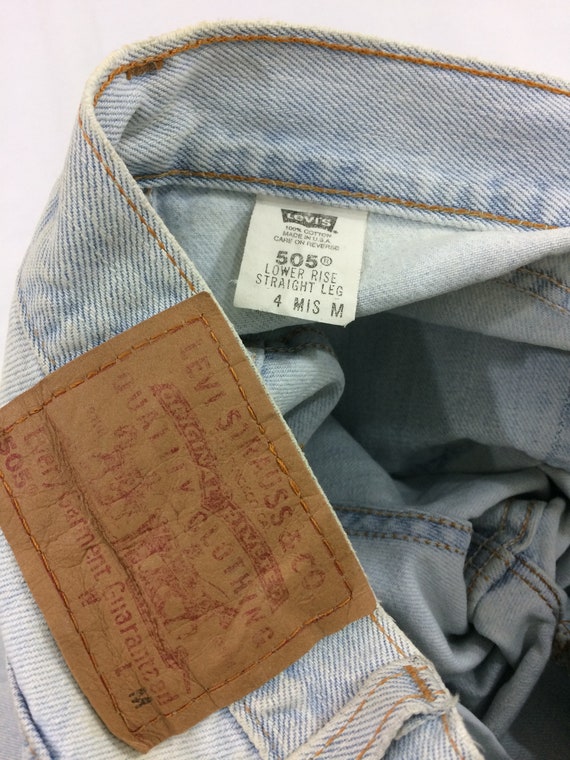 Levi's
100% COTTON
MADE IN U.S.A.
CARE ON REVERSE
505®
LOWER RISE
STRAIGHT LEG
4 MIS M
LEVI STRAUSS & CO.
QUALITY CLOTHING
Every Garment Guaranteed
505
M